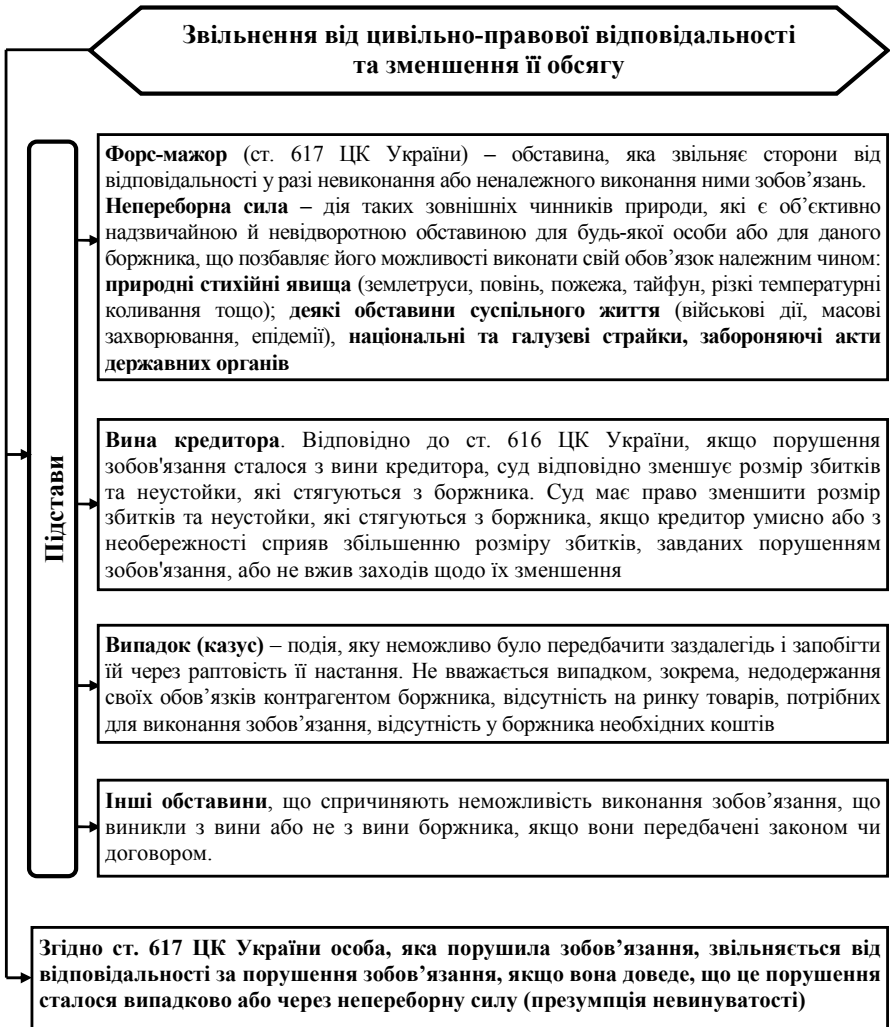 Звільнення від цивільно-правової відповідальності
та зменшення її обсягу
Підстави
Форс-мажор (ст. 617 ЦК України) – обставина, яка звільняє сторони від
відповідальності у разі невиконання або неналежного виконання ними зобов’язань.
Непереборна сила – дія таких зовнішніх чинників природи, які є об’єктивно
надзвичайною й невідворотною обставиною для будь-якої особи або для даного
боржника, що позбавляє його можливості виконати свій обов’язок належним чином:
природні стихійні явища (землетруси, повінь, пожежа, тайфун, різкі температурні
коливання тощо); деякі обставини суспільного життя (військові дії, масові
захворювання, епідемії), національні та галузеві страйки, забороняючі акти
державних органів
Вина кредитора. Відповідно до ст. 616 ЦК України, якщо порушення
зобов'язання сталося з вини кредитора, суд відповідно зменшує розмір збитків
та неустойки, які стягуються з боржника. Суд має право зменшити розмір
збитків та неустойки, які стягуються з боржника, якщо кредитор умисно або з
необережності сприяв збільшенню розміру збитків, завданих порушенням
зобов'язання, або не вжив заходів щодо їх зменшення
Випадок (казус) – подія, яку неможливо було передбачити заздалегідь і запобігти
їй через раптовість її настання. Не вважається випадком, зокрема, недодержання
своїх обов’язків контрагентом боржника, відсутність на ринку товарів, потрібних
для виконання зобов’язання, відсутність у боржника необхідних коштів
Інші обставини, що спричиняють неможливість виконання зобов’язання, що
виникли з вини або не з вини боржника, якщо вони передбачені законом чи
договором.
Згідно ст. 617 ЦК України особа, яка порушила зобов’язання, звільняється від
відповідальності за порушення зобов’язання, якщо вона доведе, що це порушення
сталося випадково або через непереборну силу (презумпція невинуватості)